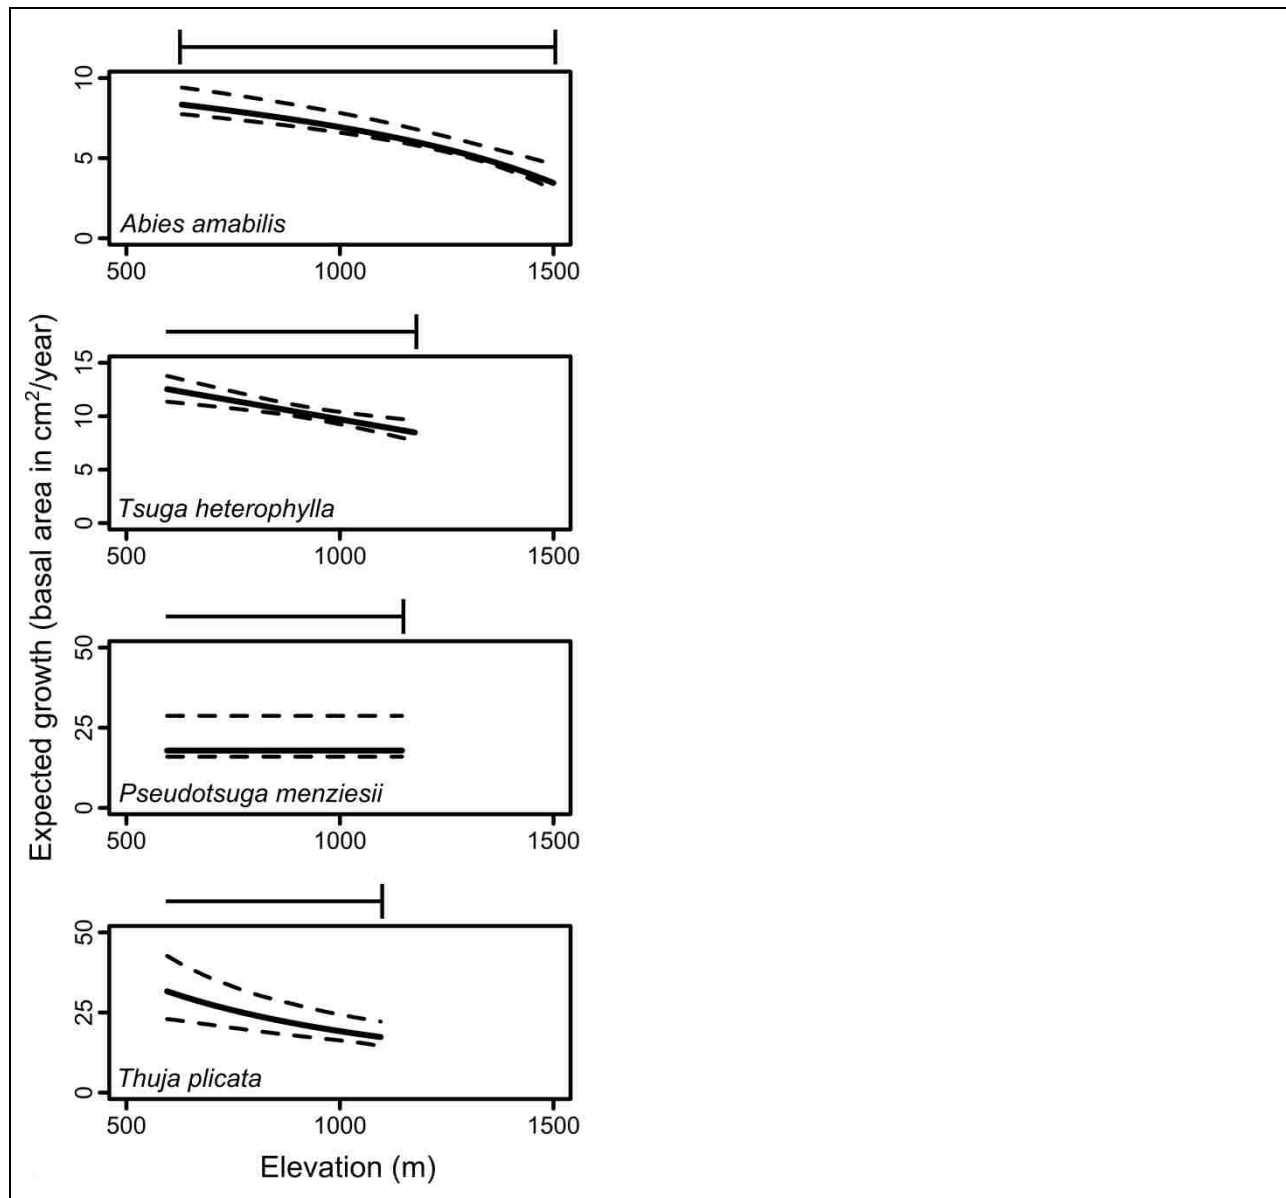 Expected growth (basal area in cm²/year)
10
5
0
Abies amabilis
500 1000 1500
15
10
5
0
Tsuga heterophylla
500 1000 1500
50
25
0
Pseudotsuga menziesii
500 1000 1500
50
25
0
Thuja plicata
500 1000 1500
Elevation (m)